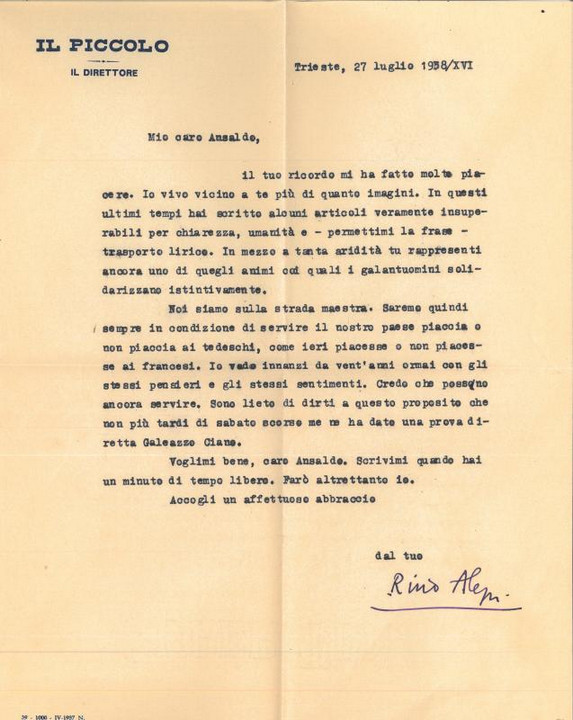 IL PICCOLO
IL DIRETTORE
Trieste, 27 luglio 1938/XVI
Mio caro Ansaldo,
il tuo ricordo mi ha fatto molto pia-
cere. Io vivo vicino a te più di quanto imagini. In questi
ultimi tempi hai scritto alcuni articoli veramente insupe-
rabili per chiarezza, umanità e - permettimi la frase -
trasporto lirico. In mezzo a tanta aridità tu rappresenti
ancora uno di quegli animi coi quali i galantuomini soli-
darizzano istintivamente.
Noi siamo sulla strada maestra. Saremo quindi
sempre in condizione di servire il nostro paese piaccia o
non piaccia ai tedeschi, come ieri piacesse o non piaces-
se ai francesi. Io vado innanzi da vent'anni ormai con gli
stessi pensieri e gli stessi sentimenti. Credo che possano
ancora servire. Sono lieto di dirti a questo proposito che
non più tardi di sabato scorso me ne ha dato una prova di-
retta Galeazzo Ciano.
Voglimi bene, caro Ansaldo. Scrivimi quando hai
un minuto di tempo libero. Farò altrettanto io.
Accogli un affettuoso abbraccio
dal tuo
Rino Alessi
29 - 1000 - IV-1937 N.